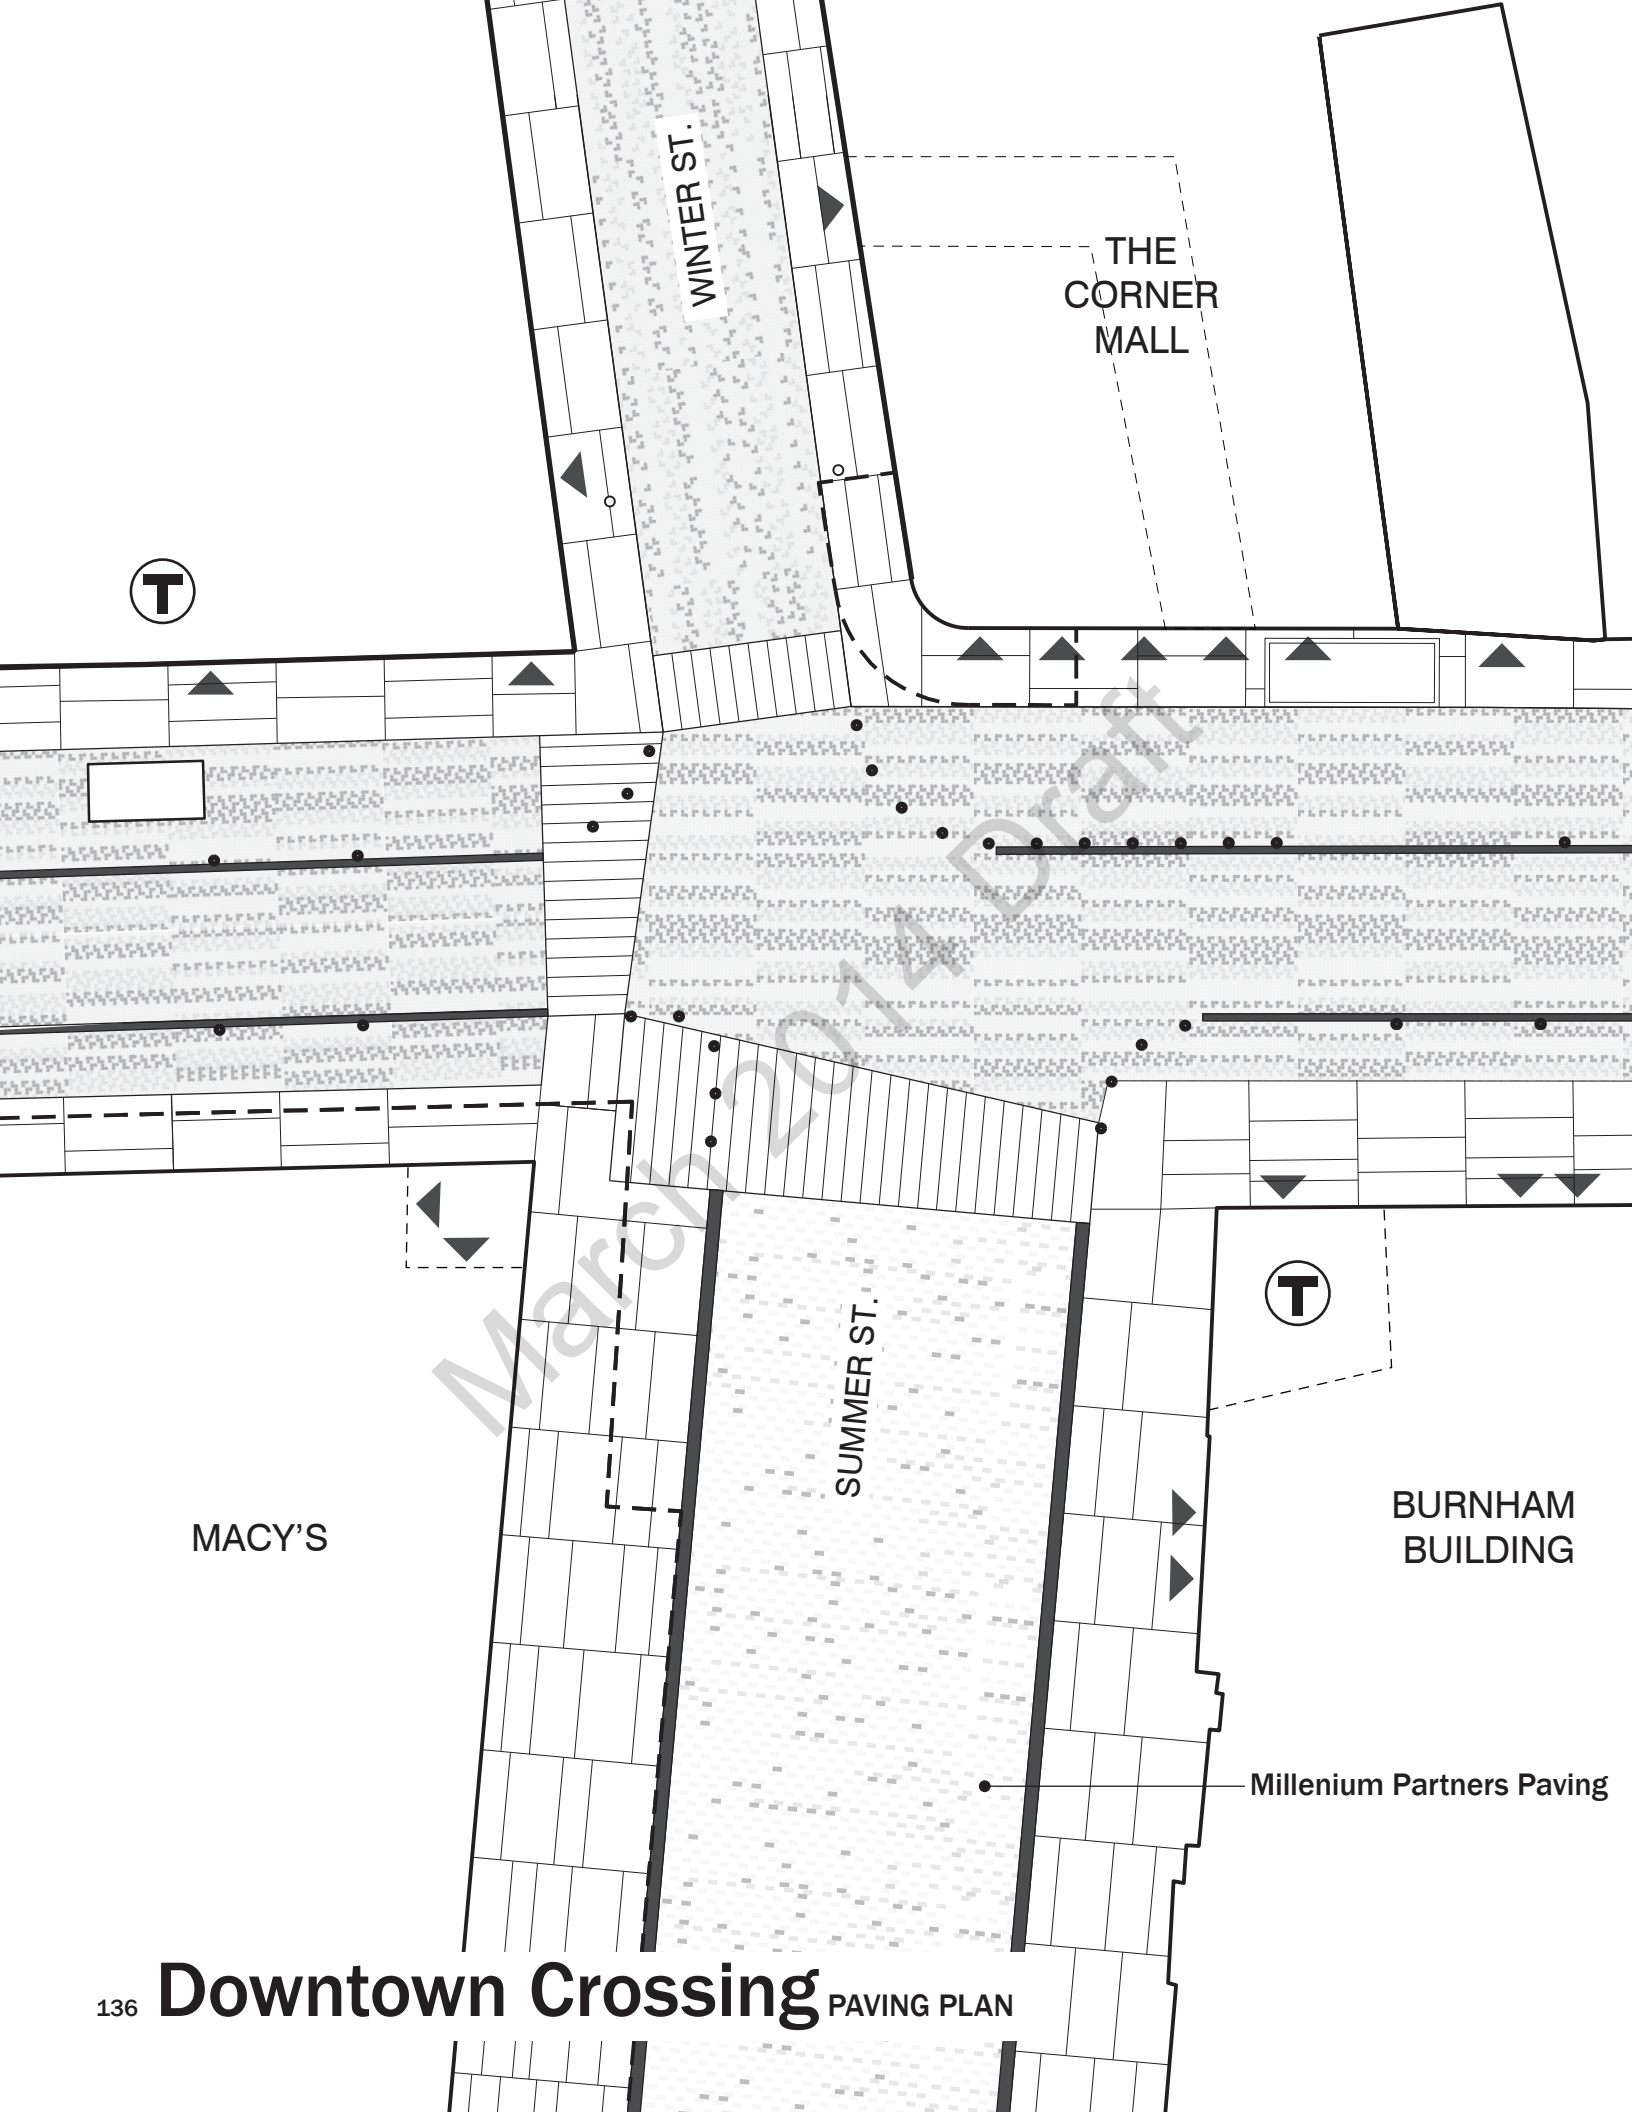 WINTER ST.
THE
CORNER
MALL
T
March 2014 Draft
T
SUMMER ST.
MACY’S
BURNHAM
BUILDING
Millenium Partners Paving
136 Downtown Crossing PAVING PLAN